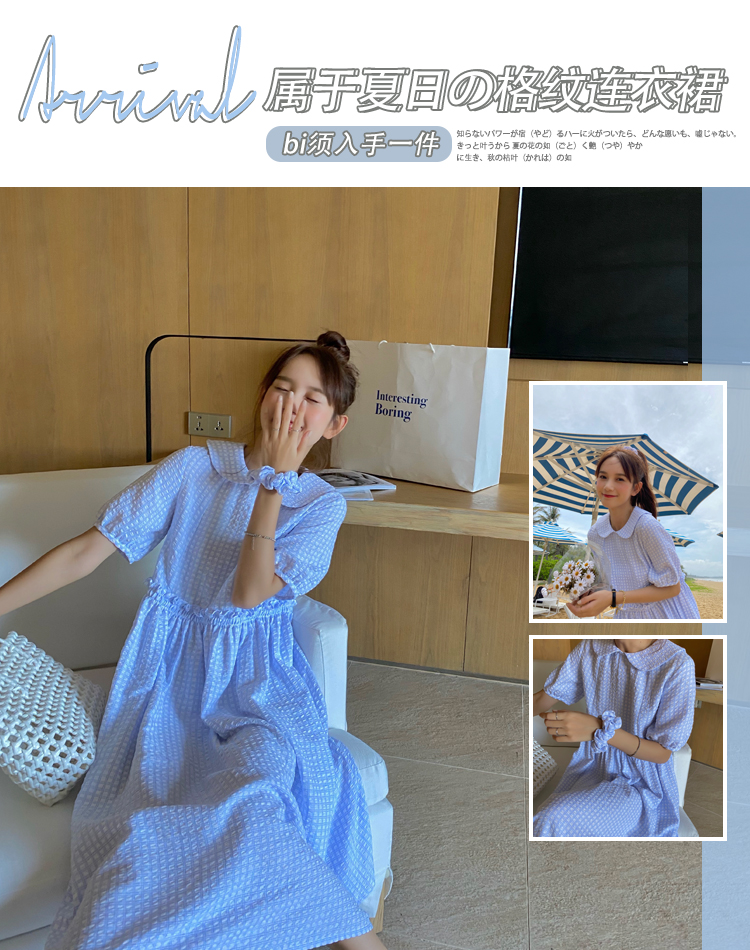 Arrival
属于夏日の格纹连衣裙
bi须入手一件
知らないパワーが宿（やど）るハーに火がついたら、どんな願いも、嘘じゃない。
きっと叶うから 夏の花の如（ごと）く艶（つや）やか
に生き、秋の枯叶（かれは）の如
Interesting
Boring